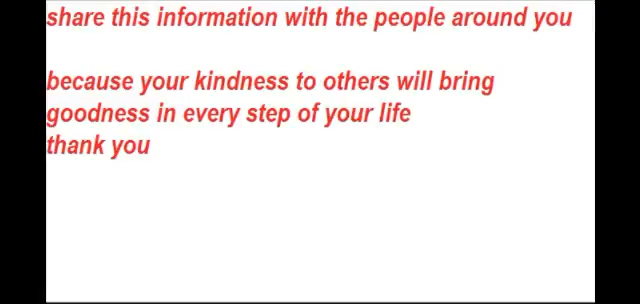 share this information with the people around you
because your kindness to others will bring
goodness in every step of your life
thank you